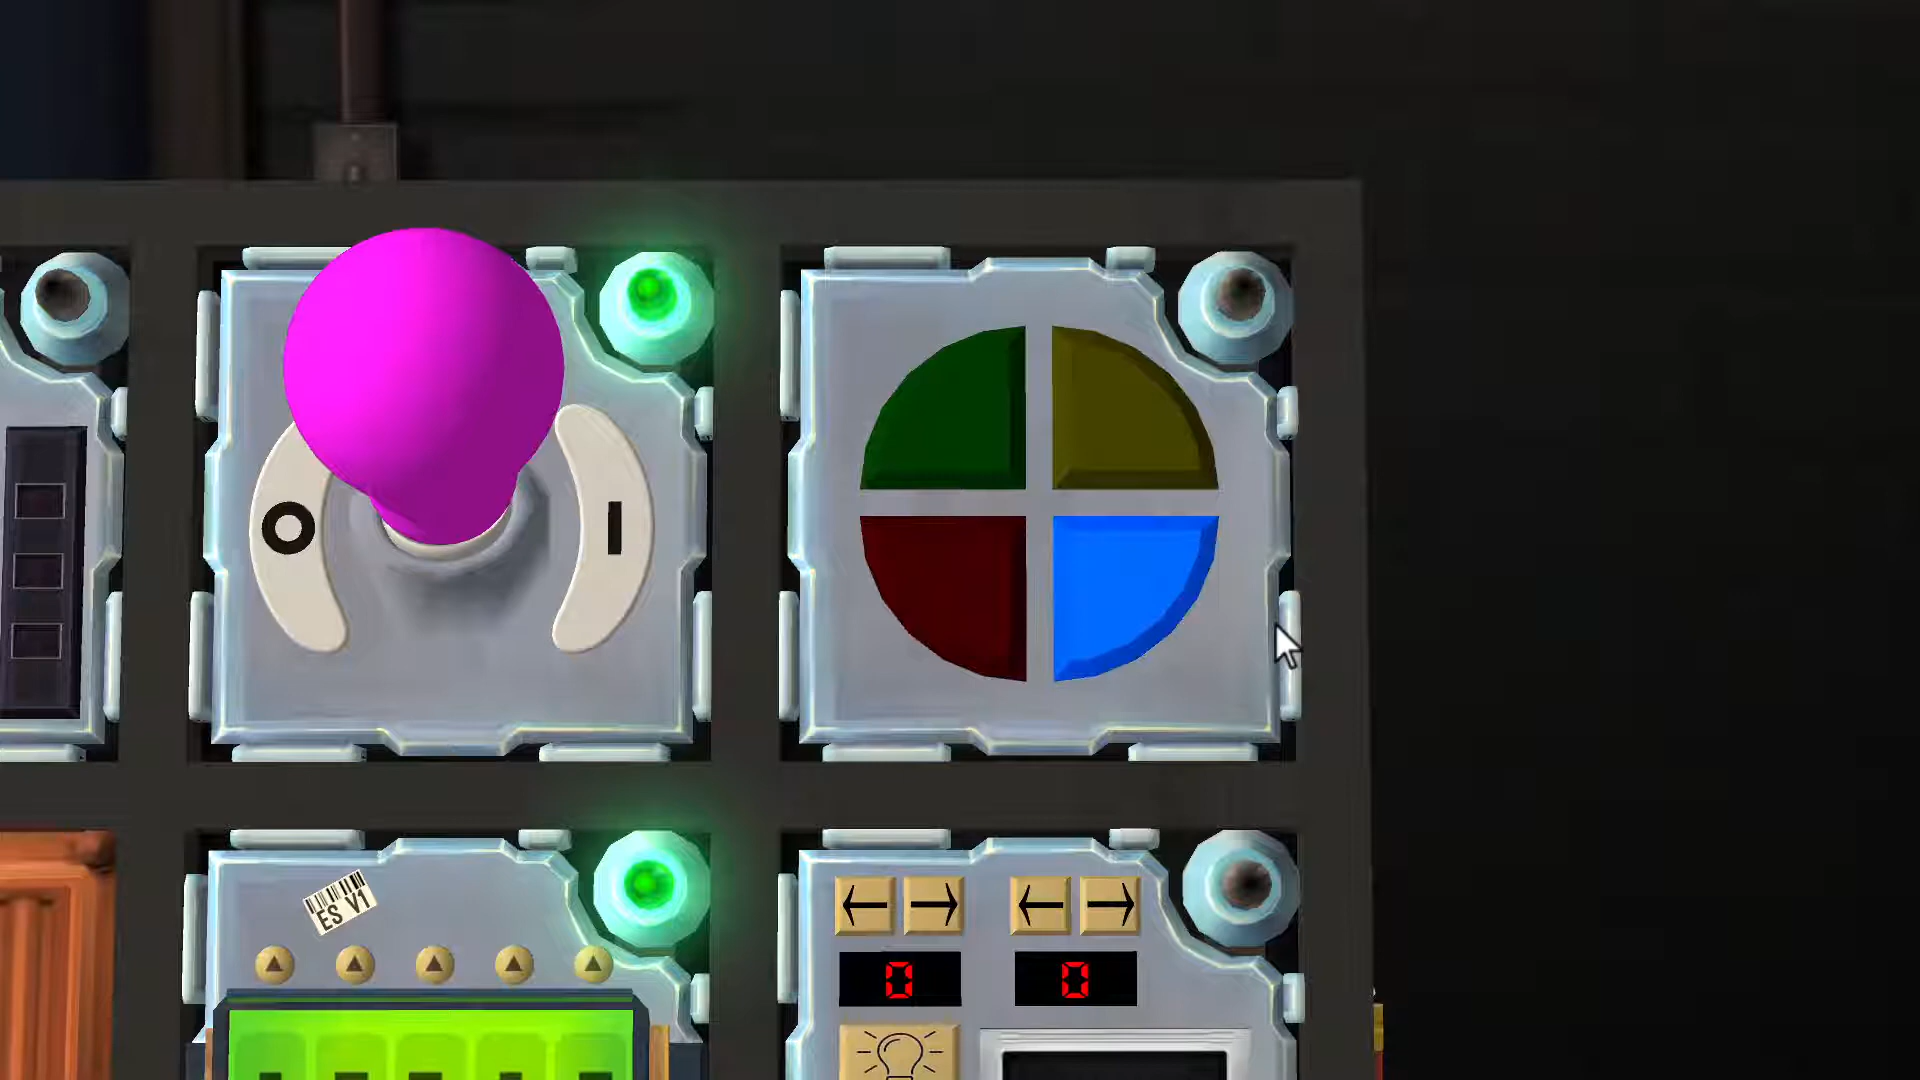 O I
ES V1
← → ← →
0 0